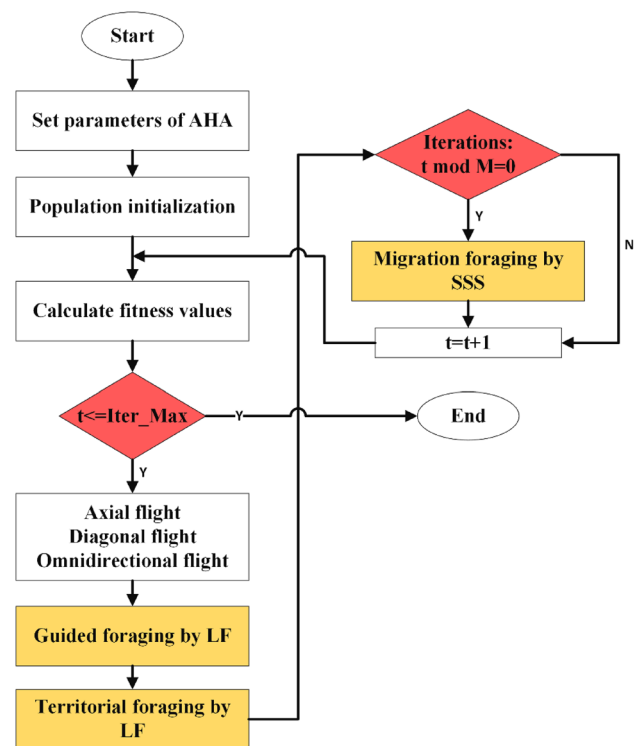 Start
Set parameters of AHA
Population initialization
Calculate fitness values
t<=Iter_Max
Y
Y
End
Axial flight
Diagonal flight
Omnidirectional flight
Guided foraging by LF
Territorial foraging by
LF
Iterations:
t mod M=0
Y
N
Migration foraging by
SSS
t=t+1